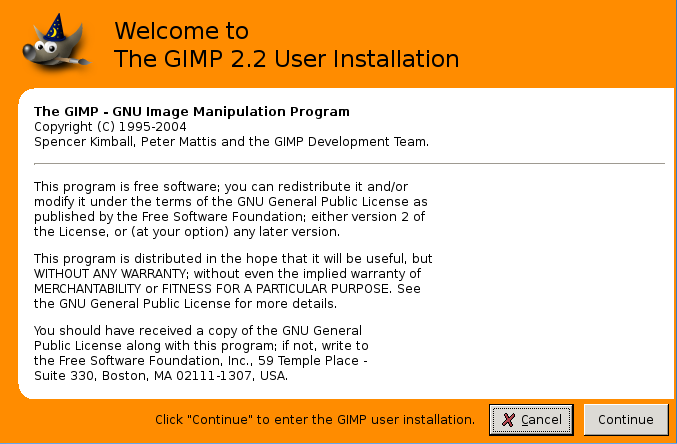 Welcome to
The GIMP 2.2 User Installation
The GIMP - GNU Image Manipulation Program
Copyright (C) 1995-2004
Spencer Kimball, Peter Mattis and the GIMP Development Team.
This program is free software; you can redistribute it and/or
modify it under the terms of the GNU General Public License as
published by the Free Software Foundation; either version 2 of
the License, or (at your option) any later version.
This program is distributed in the hope that it will be useful, but
WITHOUT ANY WARRANTY; without even the implied warranty of
MERCHANTABILITY or FITNESS FOR A PARTICULAR PURPOSE. See
the GNU General Public License for more details.
You should have received a copy of the GNU General
Public License along with this program; if not, write to
the Free Software Foundation, Inc., 59 Temple Place -
Suite 330, Boston, MA 02111-1307, USA.
Click "Continue" to enter the GIMP user installation.
Cancel
Continue